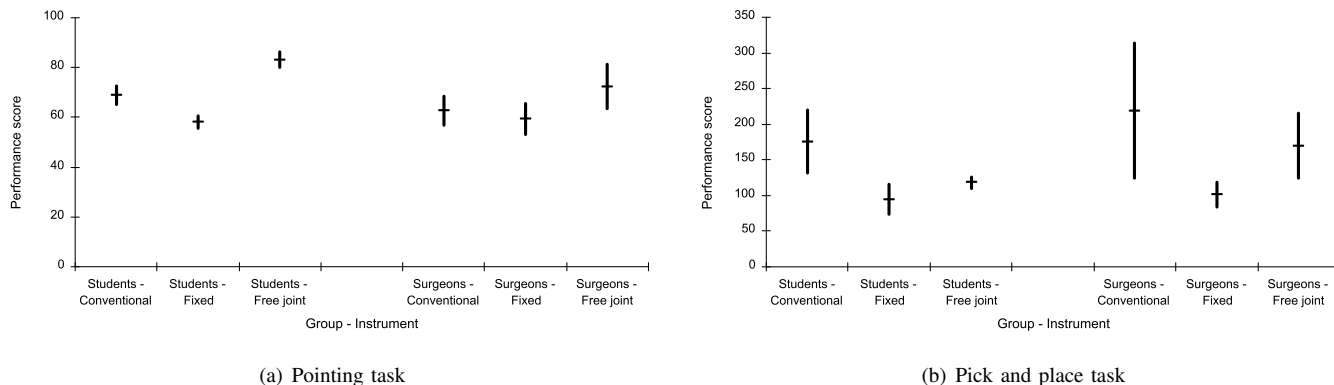 100
80
60
40
20
0
Performance score
Students - Conventional
Students - Fixed
Students - Free joint
Surgeons - Conventional
Surgeons - Fixed
Surgeons - Free joint
Group - Instrument
(a) Pointing task
350
300
250
200
150
100
50
0
Performance score
Students - Conventional
Students - Fixed
Students - Free joint
Surgeons - Conventional
Surgeons - Fixed
Surgeons - Free joint
Group - Instrument
(b) Pick and place task